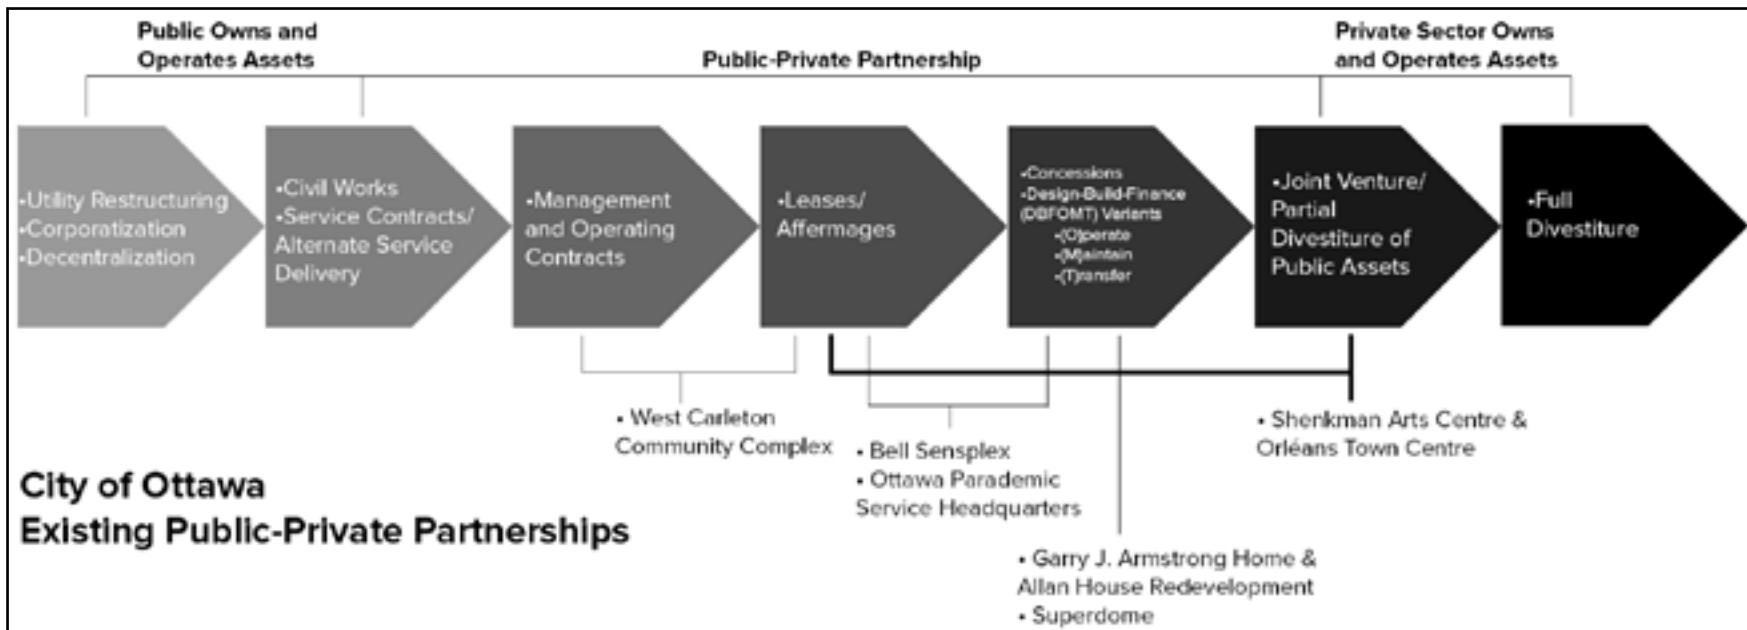 Public Owns and
Operates Assets
Public-Private Partnership
Private Sector Owns
and Operates Assets
•Utility Restructuring
•Corporatization
•Decentralization
•Civil Works
•Service Contracts/
Alternate Service
Delivery
•Management
and Operating
Contracts
•Leases/
Affermages
•Concessions
•Design-Build-Finance
(DBFOMT) Variants
•(O)perate
•(M)aintain
•(T)ransfer
•Joint Venture/
Partial
Divestiture of
Public Assets
•Full
Divestiture
• West Carleton
Community Complex
• Bell Sensplex
• Ottawa Parademic
Service Headquarters
• Shenkman Arts Centre &
Orléans Town Centre
• Garry J. Armstrong Home &
Allan House Redevelopment
• Superdome
City of Ottawa
Existing Public-Private Partnerships